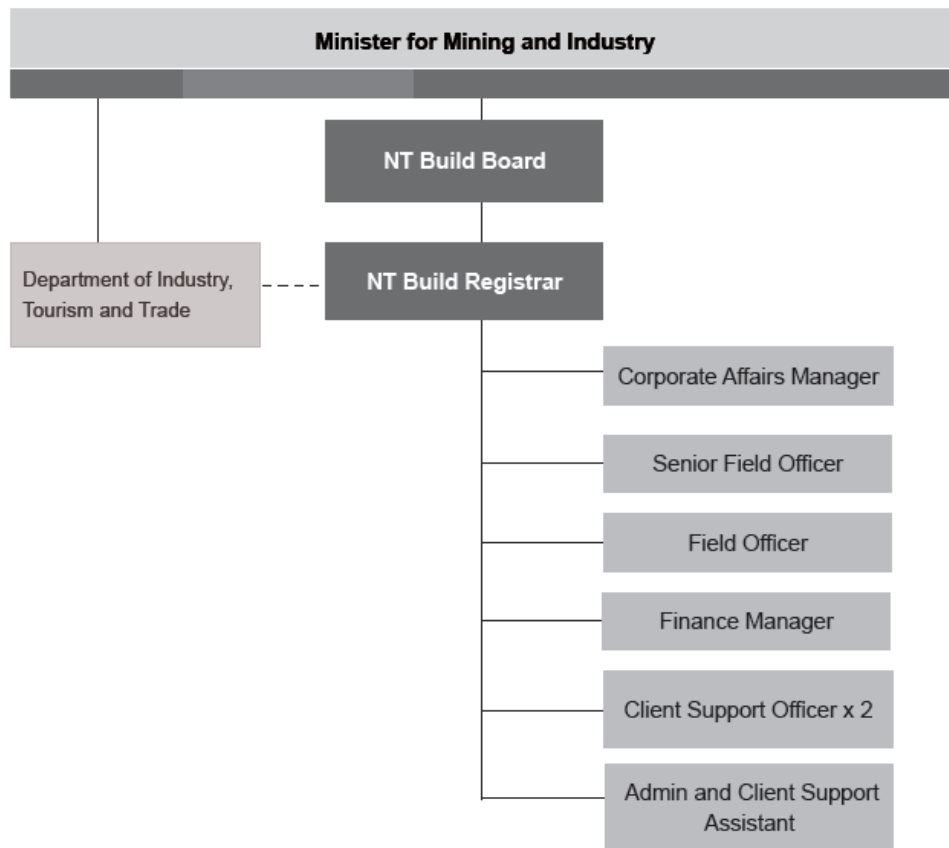 Minister for Mining and Industry
NT Build Board
Department of Industry,
Tourism and Trade
NT Build Registrar
Corporate Affairs Manager
Senior Field Officer
Field Officer
Finance Manager
Client Support Officer x 2
Admin and Client Support
Assistant